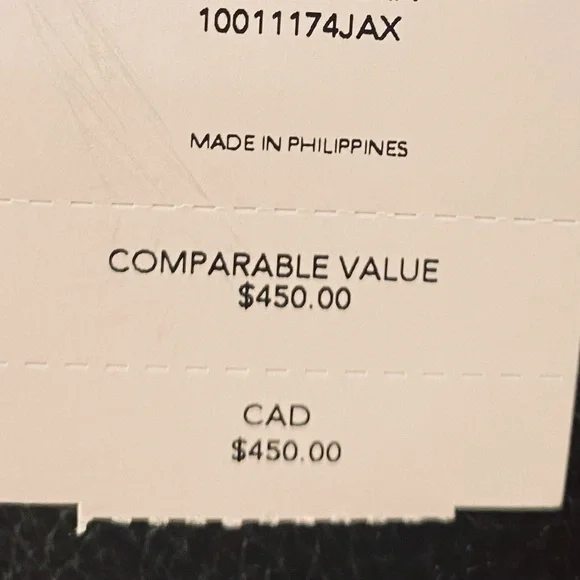 10011174JAX
MADE IN PHILIPPINES
COMPARABLE VALUE
$450.00
CAD
$450.00